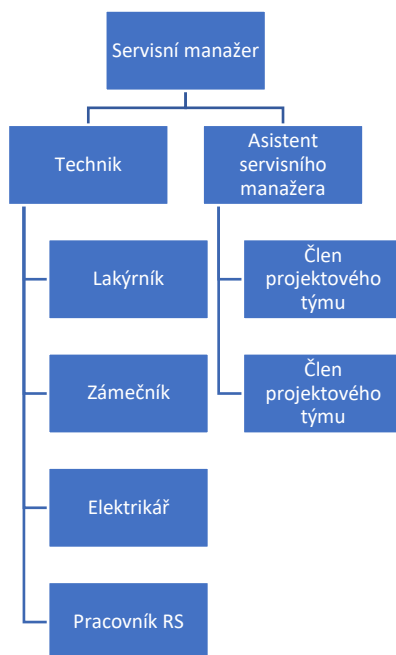 Servisní manažer
Technik
Asistent
servisního
manažera
Lakýrník
Člen
projektového
týmu
Zámečník
Člen
projektového
týmu
Elektrikář
Pracovník RS